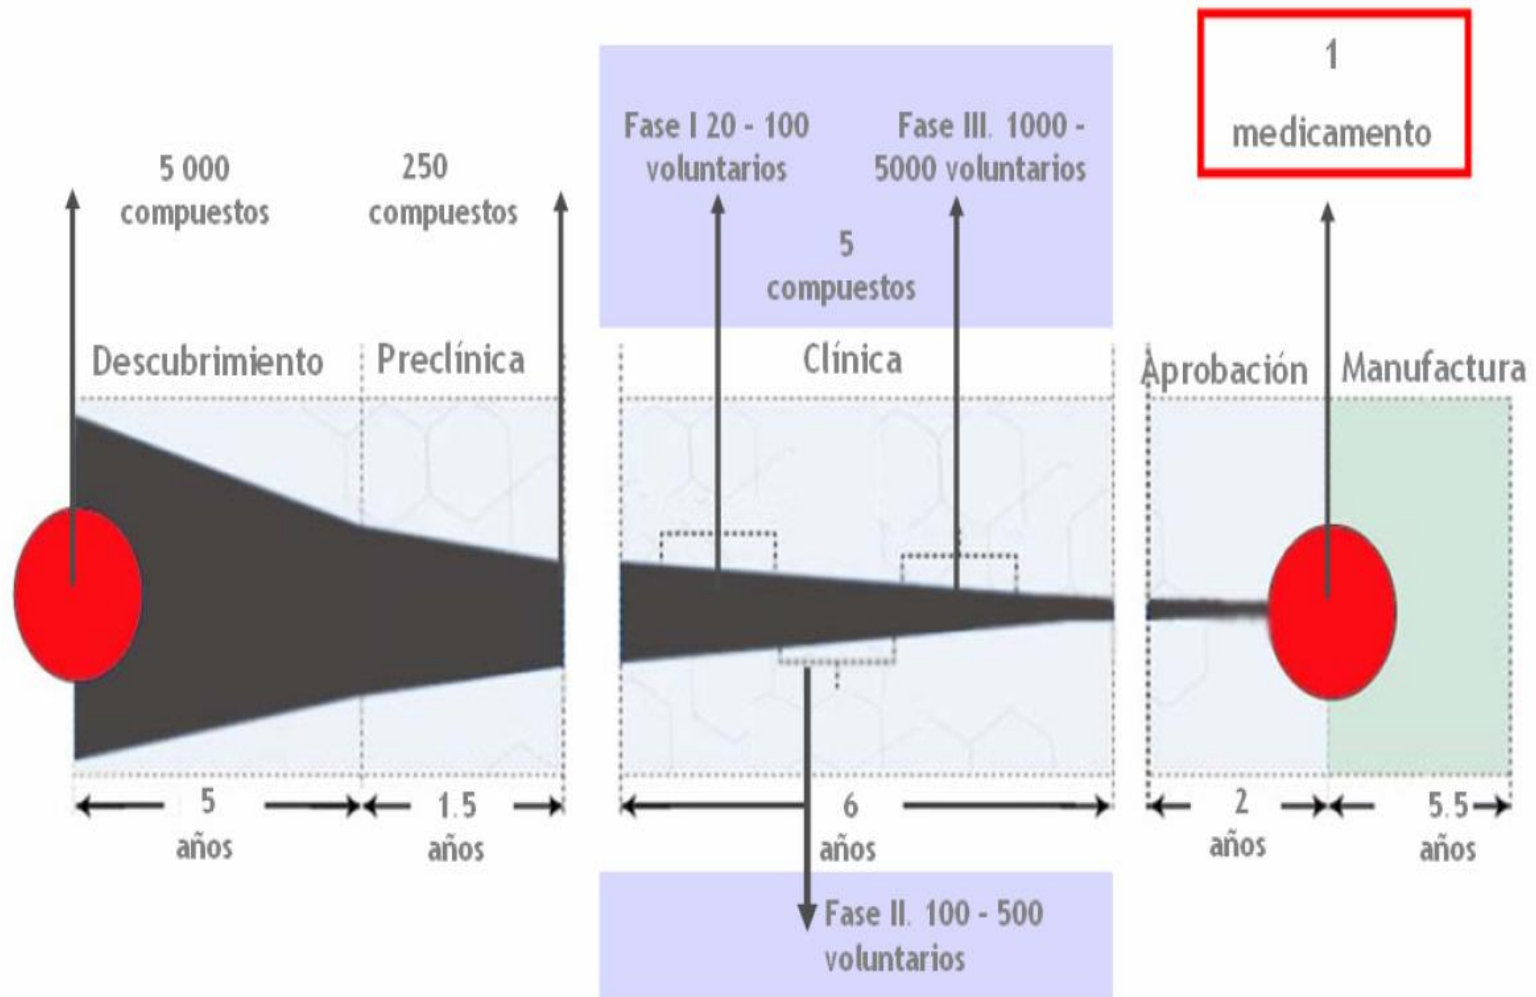 1
medicamento
Fase I 20 - 100
voluntarios
Fase III. 1000 -
5000 voluntarios
5 000
compuestos
250
compuestos
5
compuestos
Descubrimiento
Preclínica
Clínica
Aprobación
Manufactura
5
años
1.5
años
6
años
2
años
5.5
años
Fase II. 100 - 500
voluntarios